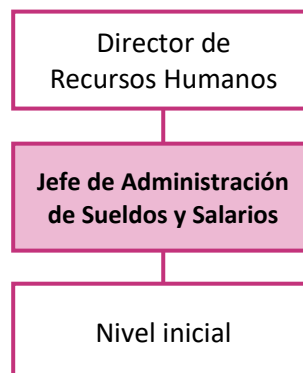 Director de
Recursos Humanos
Jefe de Administración
de Sueldos y Salarios
Nivel inicial